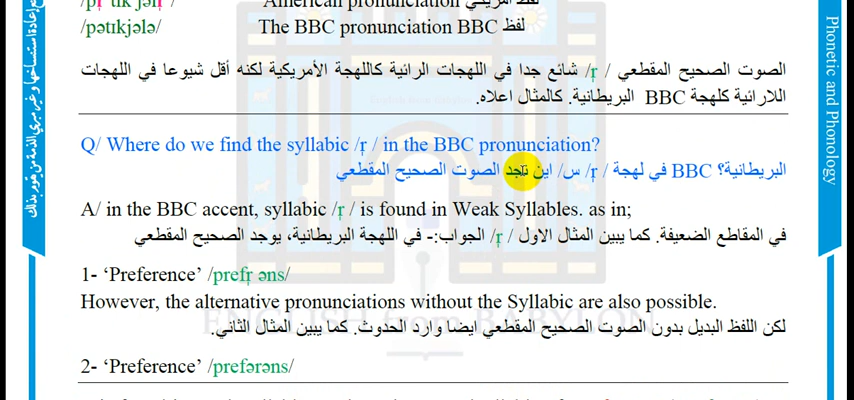 /pr̩ tɪk jəlr̩ / American pronunciation لفظ امريكي
/pətɪkjələ/ The BBC pronunciation BBC لفظ
الصوت الصحيح المقطعي / r̩/ شائع جدا في اللهجات الرائية كاللهجة الأمريكية لكنه أقل شيوعا في اللهجات
اللارائية كلهجة BBC البريطانية. كالمثال اعلاه.
Q/ Where do we find the syllabic /r̩ / in the BBC pronunciation?
البريطانية؟ BBC في لهجة / r̩/ س/ اين نجد الصوت الصحيح المقطعي
A/ in the BBC accent, syllabic /r̩ / is found in Weak Syllables. as in;
في المقاطع الضعيفة. كما يبين المثال الاول / r̩/ الجواب:- في اللهجة البريطانية، يوجد الصحيح المقطعي
1- ‘Preference’ /prefr̩ əns/
However, the alternative pronunciations without the Syllabic are also possible.
لكن اللفظ البديل بدون الصوت الصحيح المقطعي ايضا وارد الحدوث. كما يبين المثال الثاني.
2- ‘Preference’ /prefərəns/
Phonetic and Phonology
ENGLISH from BABYLON